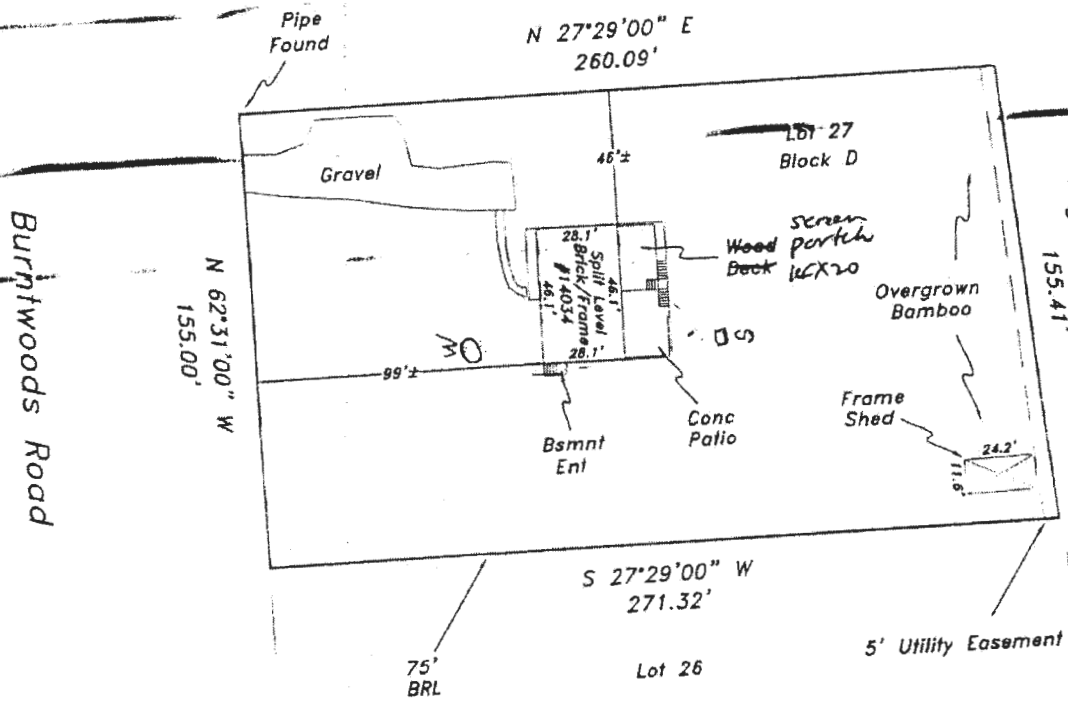 Pipe
Found
N 27°29'00" E
260.09'
Lot 27
Block D
46'±
Gravel
28.1'
Split Level
Brick/Frame
#14034
46.1'
46.1'
28.1'
Wood
Deck
screen
porch
X20
Overgrown
Bamboo
155.41'
Burntwoods Road
N 62°31'00" W
155.00'
W
S
99'±
Bsmnt
Ent
Conc
Patio
Frame
Shed
24.2'
11.6'
S 27°29'00" W
271.32'
75'
BRL
Lot 26
5' Utility Easement